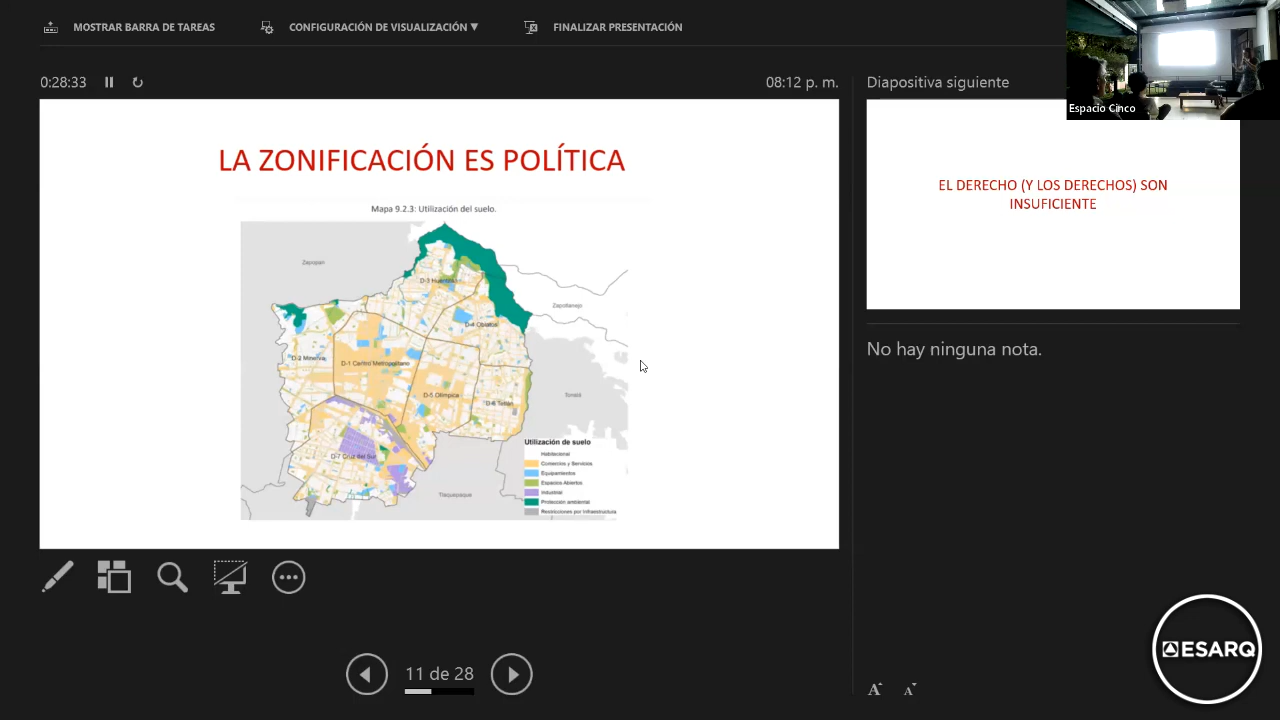 MOSTRAR BARRA DE TAREAS
CONFIGURACIÓN DE VISUALIZACIÓN ▼
FINALIZAR PRESENTACIÓN
Espacio Cinco
0:28:33
08:12 p. m.
Diapositiva siguiente
LA ZONIFICACIÓN ES POLÍTICA
Mapa 9.2.3: Utilización del suelo.
Zapopan
D-3 Huentitán
Zapotlanejo
D-4 Oblatos
D-2 Minerva
D-1 Centro Metropolitano
D-5 Olímpica
D-6 Tetlán
Tonalá
D-7 Cruz del Sur
Tlaquepaque
Utilización de suelo
Habitacional
Comercios y Servicios
Equipamientos
Espacios Abiertos
Industrial
Protección ambiental
Restricciones por Infraestructura
EL DERECHO (Y LOS DERECHOS) SON
INSUFICIENTE
No hay ninguna nota.
11 de 28
A A
ESARQ